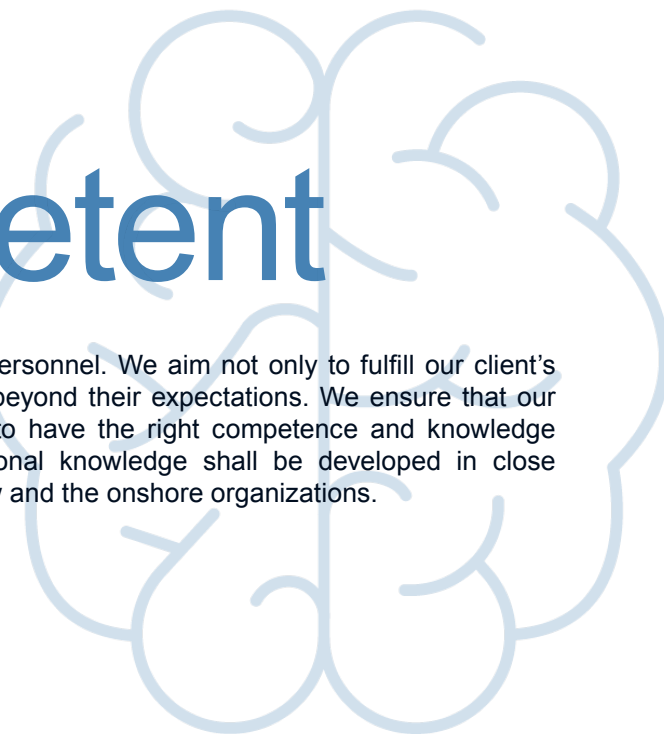 etent
ersonnel. We aim not only to fulfill our client's
beyond their expectations. We ensure that our
to have the right competence and knowledge
onal knowledge shall be developed in close
and the onshore organizations.